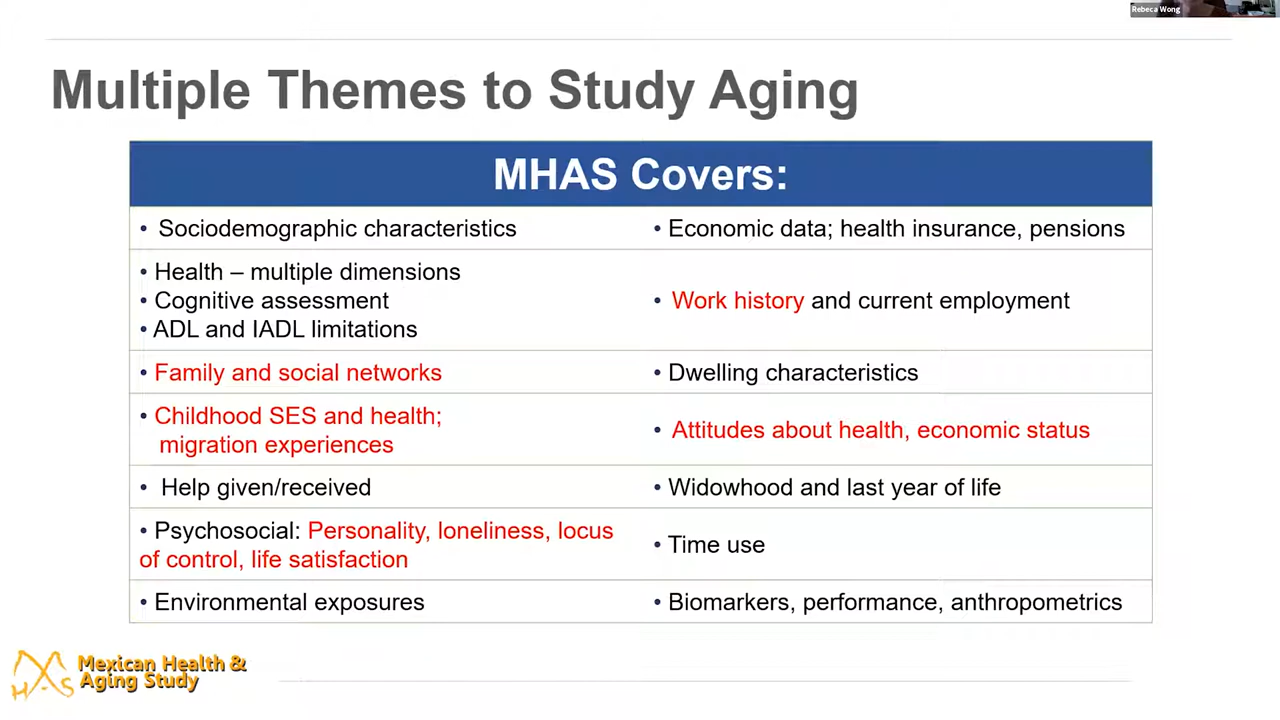 Rebeca Wong
Multiple Themes to Study Aging
MHAS Covers:
• Sociodemographic characteristics
• Economic data; health insurance, pensions
• Health – multiple dimensions
• Cognitive assessment
• ADL and IADL limitations
• Work history and current employment
• Family and social networks
• Dwelling characteristics
• Childhood SES and health;
migration experiences
• Attitudes about health, economic status
• Help given/received
• Widowhood and last year of life
• Psychosocial: Personality, loneliness, locus
of control, life satisfaction
• Time use
• Environmental exposures
• Biomarkers, performance, anthropometrics
Mexican Health &
Aging Study
H-AS